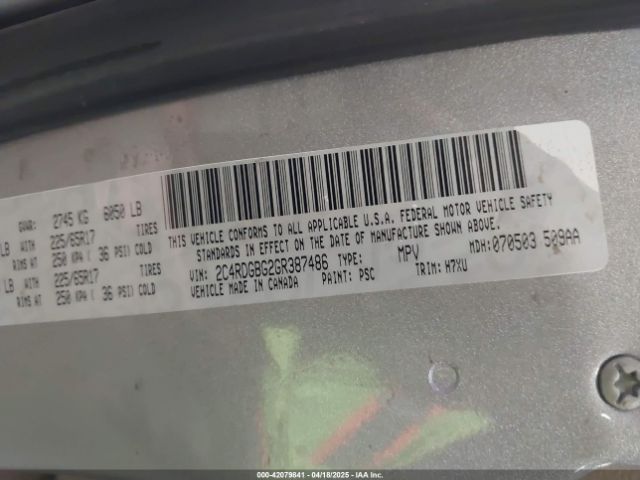 GVWR: 2745 KG 6050 LB
LB WITH 225/65R17 TIRES
RIMS AT 250 KPA ( 36 PSI) COLD
LB WITH 225/65R17 TIRES
RIMS AT 250 KPA ( 36 PSI) COLD
THIS VEHICLE CONFORMS TO ALL APPLICABLE U.S.A. FEDERAL MOTOR VEHICLE SAFETY
STANDARDS IN EFFECT ON THE DATE OF MANUFACTURE SHOWN ABOVE.
VIN: 2C4RDGBG2GR387486 TYPE: MPV MDH: 070503 509AA
VEHICLE MADE IN CANADA PAINT: PSC TRIM: H7XU
000-42079841 - 04/18/2025 - IAA Inc.